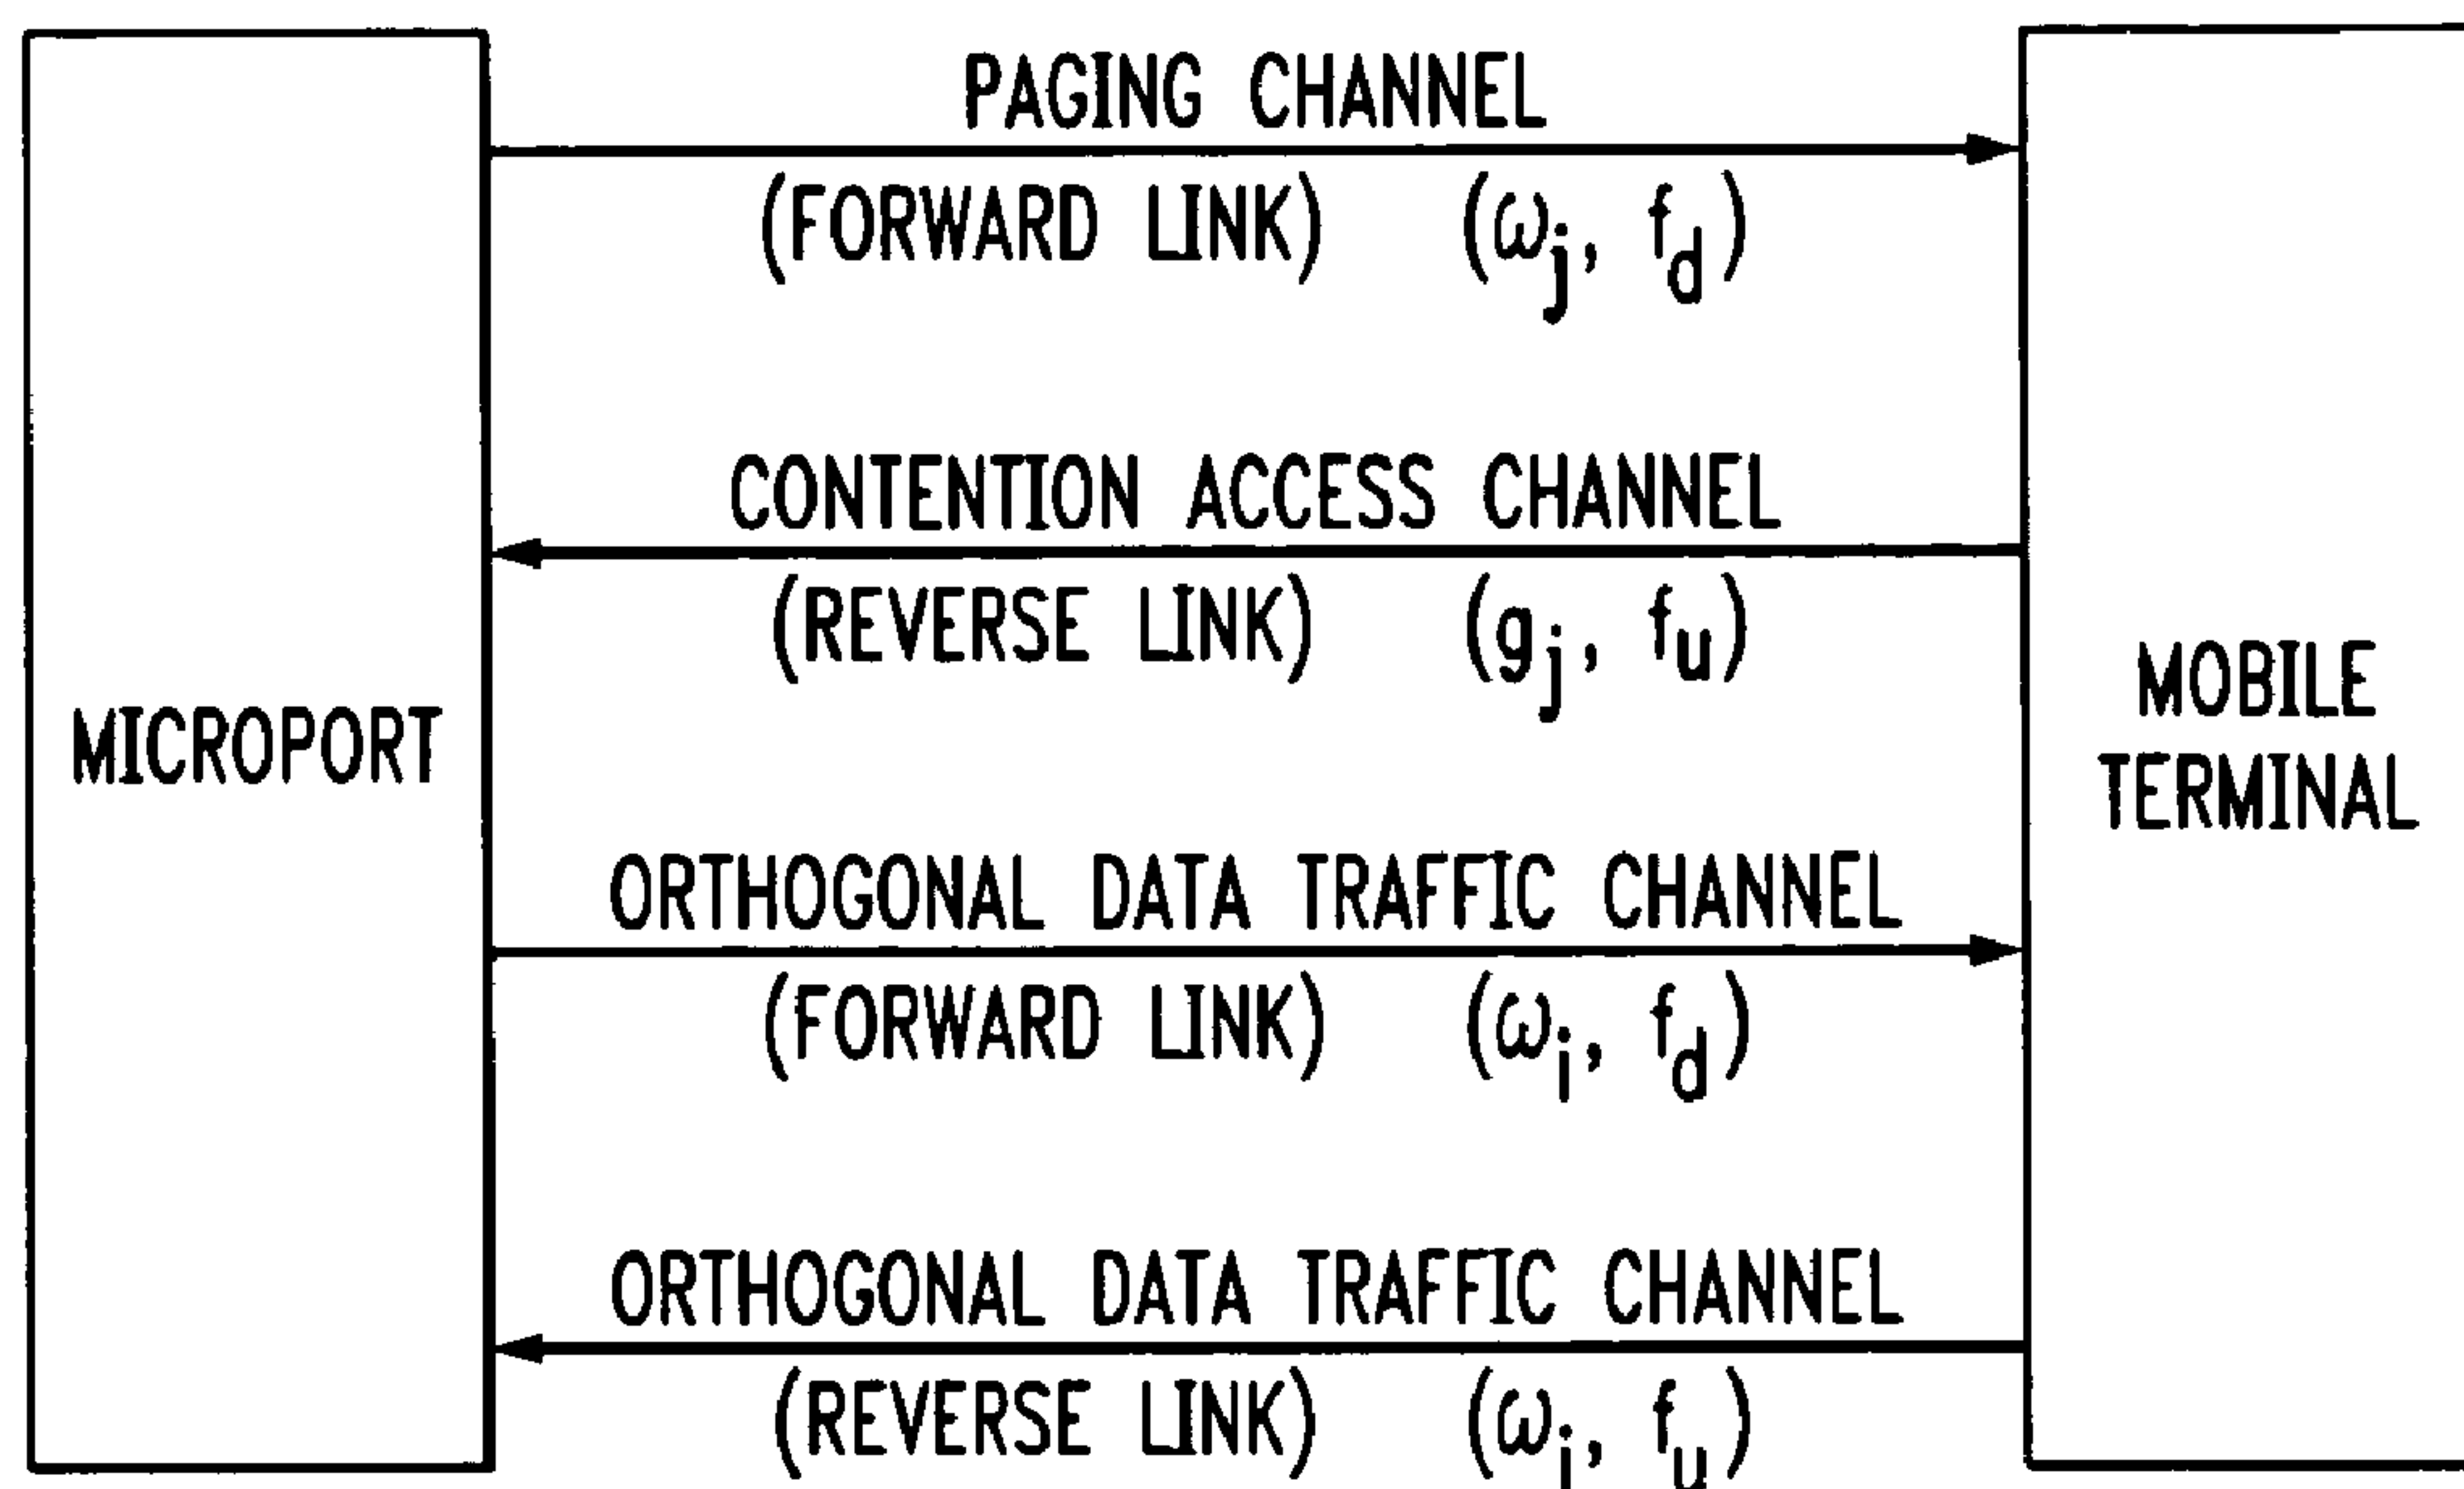 PAGING CHANNEL
(FORWARD LINK) (ωj, fd)
CONTENTION ACCESS CHANNEL
(REVERSE LINK) (gj, fu)
MICROPORT
MOBILE
TERMINAL
ORTHOGONAL DATA TRAFFIC CHANNEL
(FORWARD LINK) (ωi, fd)
ORTHOGONAL DATA TRAFFIC CHANNEL
(REVERSE LINK) (ωi, fu)